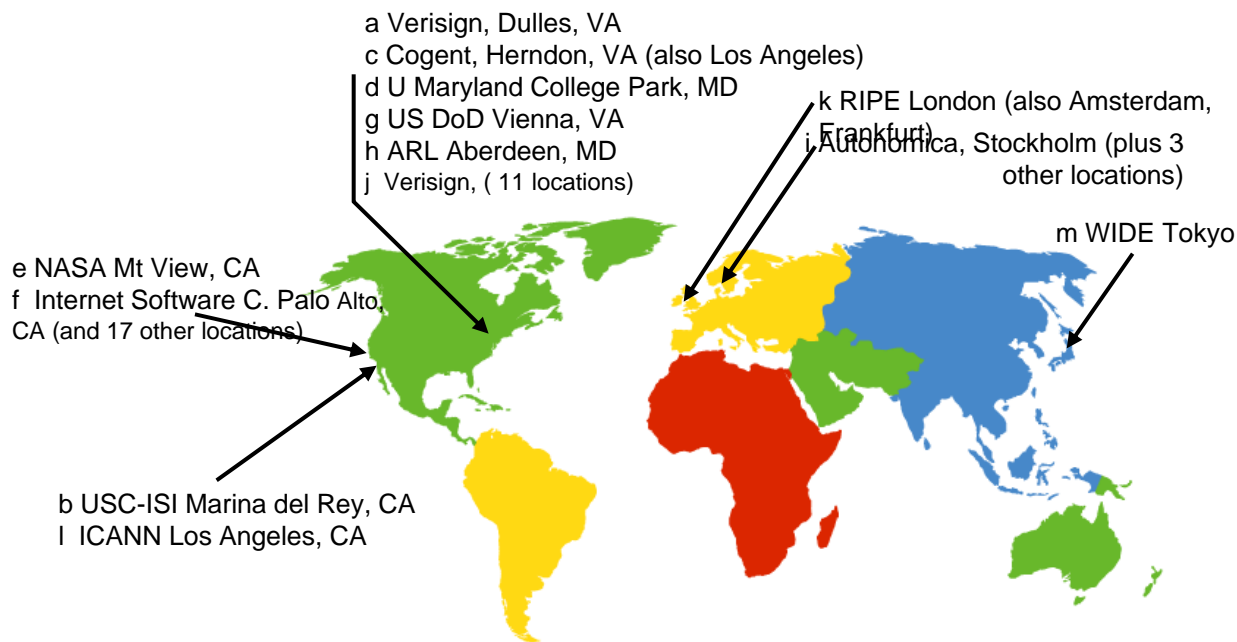 a Verisign, Dulles, VA
c Cogent, Herndon, VA (also Los Angeles)
d U Maryland College Park, MD
g US DoD Vienna, VA
h ARL Aberdeen, MD
j Verisign, ( 11 locations)
k RIPE London (also Amsterdam,
Frankfurt)
i Autonomica, Stockholm (plus 3
other locations)
m WIDE Tokyo
e NASA Mt View, CA
f Internet Software C. Palo Alto,
CA (and 17 other locations)
b USC-ISI Marina del Rey, CA
l ICANN Los Angeles, CA